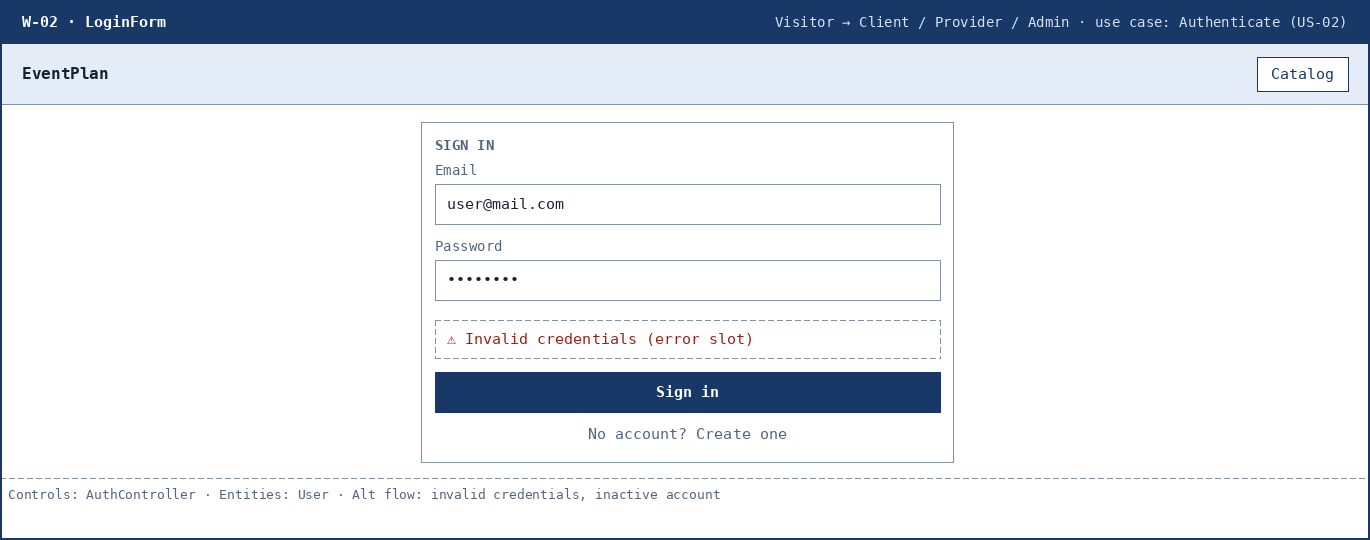 W-02 · LoginForm
Visitor → Client / Provider / Admin · use case: Authenticate (US-02)
EventPlan
Catalog
SIGN IN
Email
user@mail.com
Password
••••••••
⚠ Invalid credentials (error slot)
Sign in
No account? Create one
Controls: AuthController · Entities: User · Alt flow: invalid credentials, inactive account